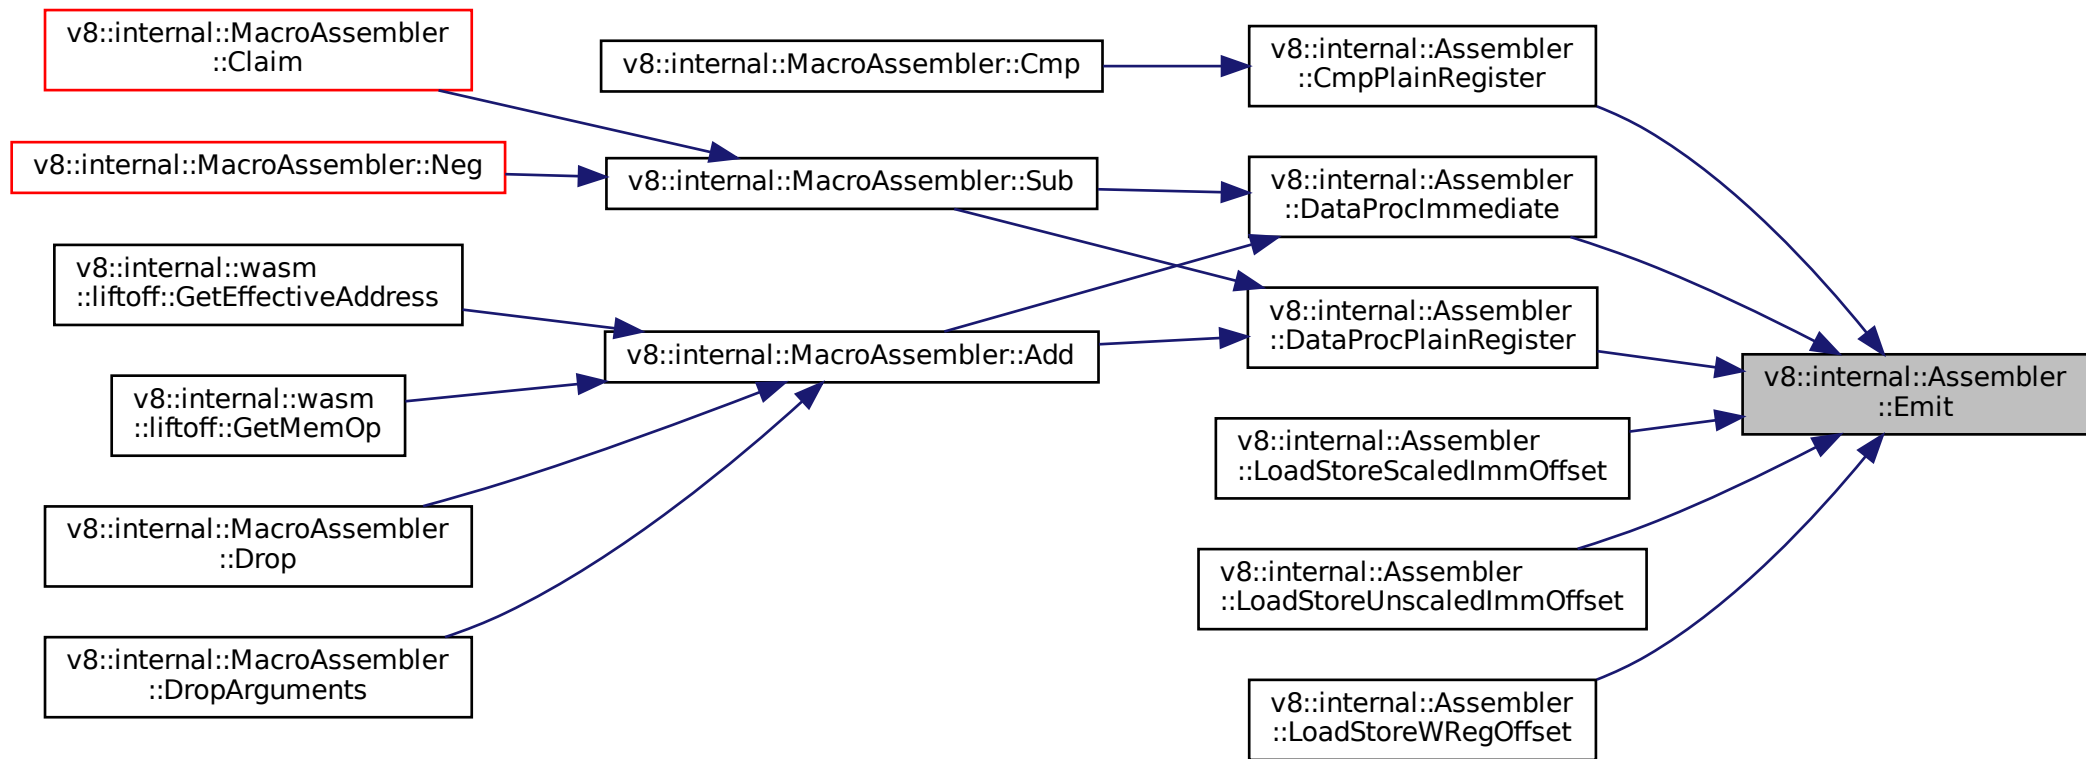 v8::internal::MacroAssembler
::Claim
v8::internal::MacroAssembler::Neg
v8::internal::wasm
::liftoff::GetEffectiveAddress
v8::internal::wasm
::liftoff::GetMemOp
v8::internal::MacroAssembler
::Drop
v8::internal::MacroAssembler
::DropArguments
v8::internal::MacroAssembler::Cmp
v8::internal::MacroAssembler::Sub
v8::internal::MacroAssembler::Add
v8::internal::Assembler
::CmpPlainRegister
v8::internal::Assembler
::DataProcImmediate
v8::internal::Assembler
::DataProcPlainRegister
v8::internal::Assembler
::LoadStoreScaledImmOffset
v8::internal::Assembler
::LoadStoreUnscaledImmOffset
v8::internal::Assembler
::LoadStoreWRegOffset
v8::internal::Assembler
::Emit